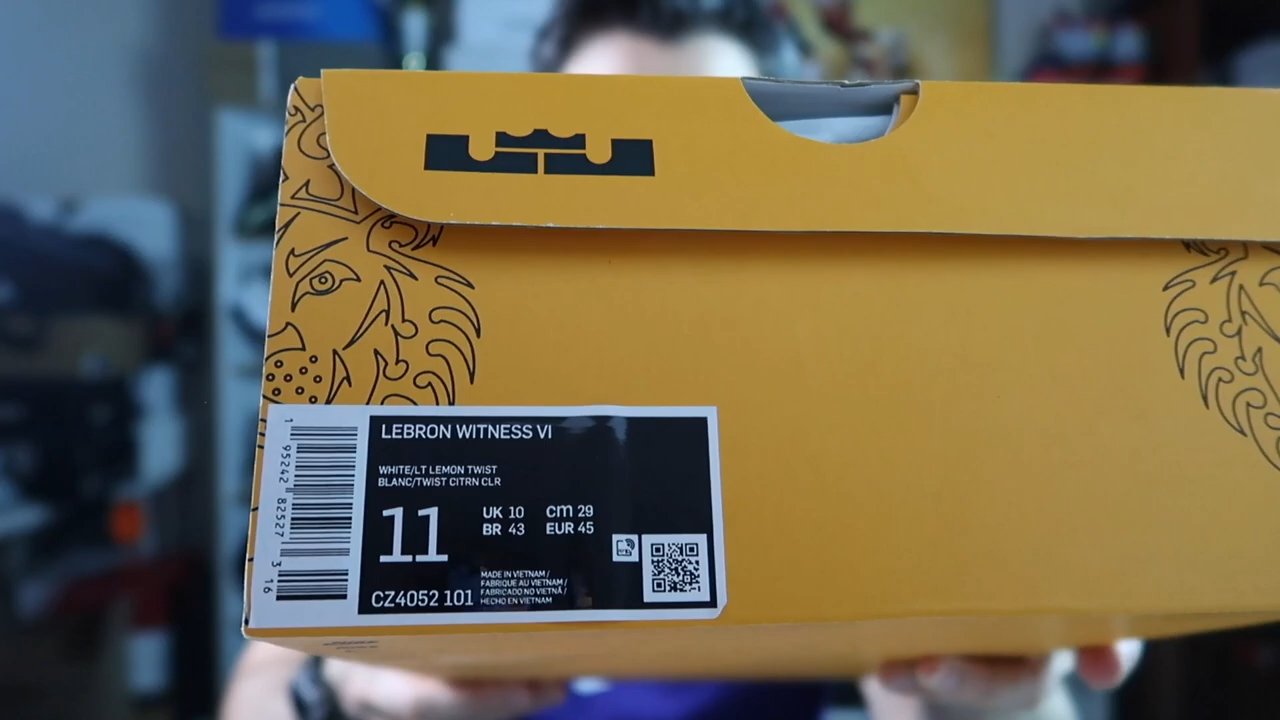 LEBRON WITNESS VI
WHITE/LT LEMON TWIST
BLANC/TWIST CITRN CLR
11
UK 10 cm 29
BR 43 EUR 45
MADE IN VIETNAM /
FABRIQUE AU VIETNAM /
FABRICADO NO VIETNÃ /
HECHO EN VIETNAM
CZ4052 101
1 95242 82527 3 16